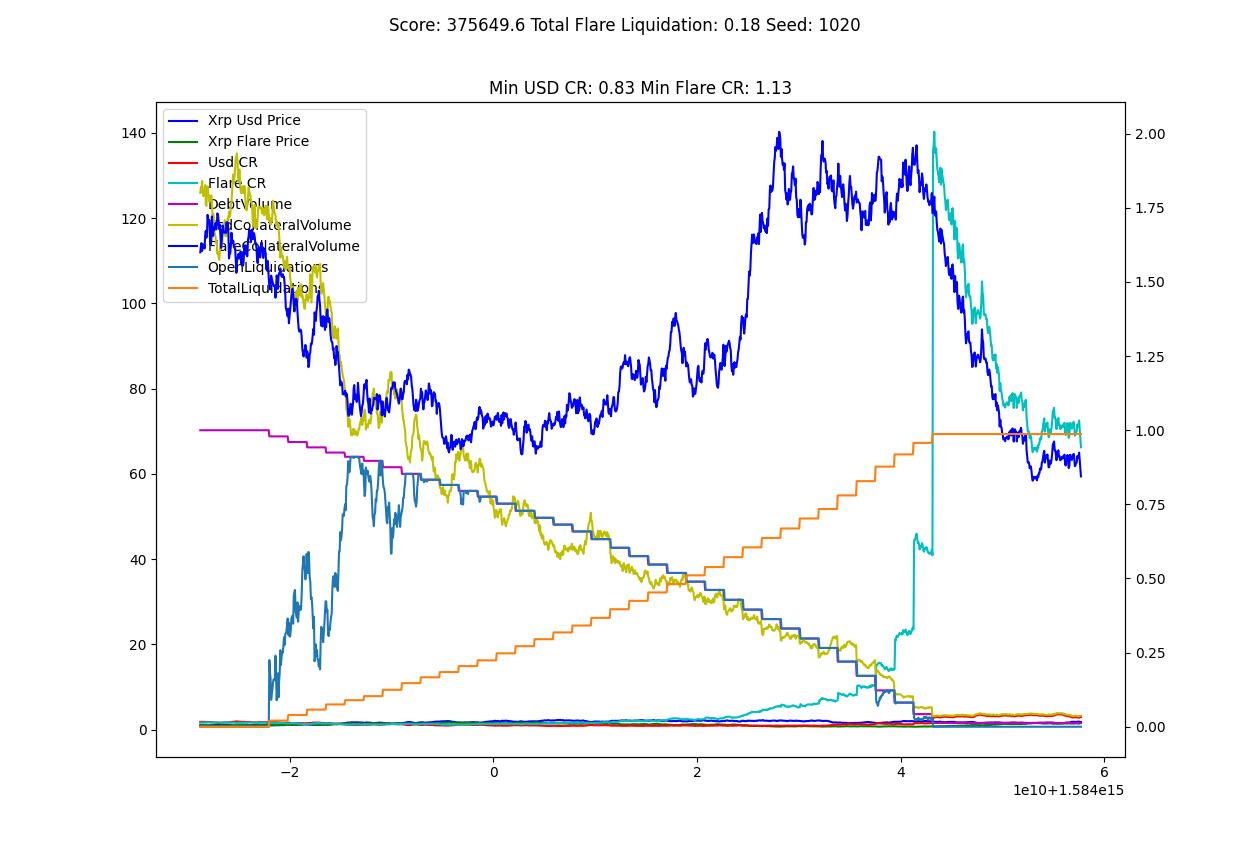 Score: 375649.6 Total Flare Liquidation: 0.18 Seed: 1020
Min USD CR: 0.83 Min Flare CR: 1.13
Xrp Usd Price
Xrp Flare Price
Usd CR
Flare CR
DebtVolume
UsdCollateralVolume
FlareCollateralVolume
OpenLiquidations
TotalLiquidations
140
120
100
80
60
40
20
0
2.00
1.75
1.50
1.25
1.00
0.75
0.50
0.25
0.00
−2
0
2
4
6
1e10+1.584e15